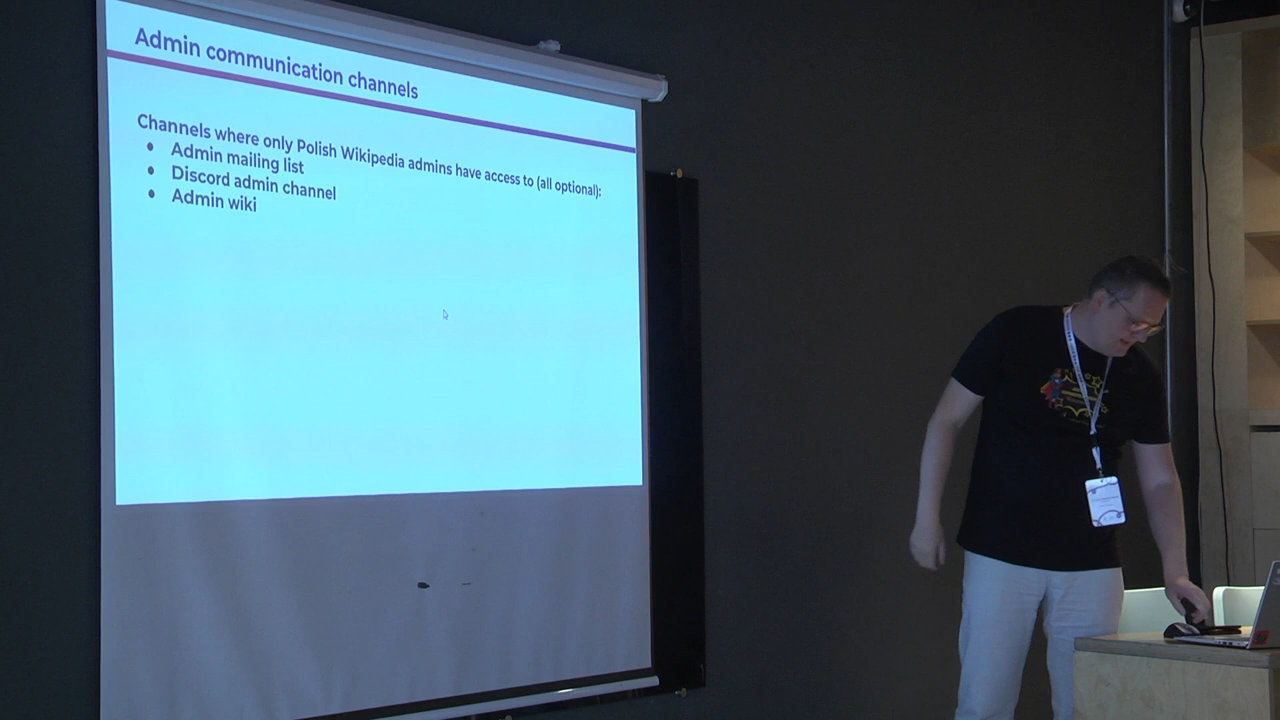 Admin communication channels
Channels where only Polish Wikipedia admins have access to (all optional):
Admin mailing list
Discord admin channel
Admin wiki